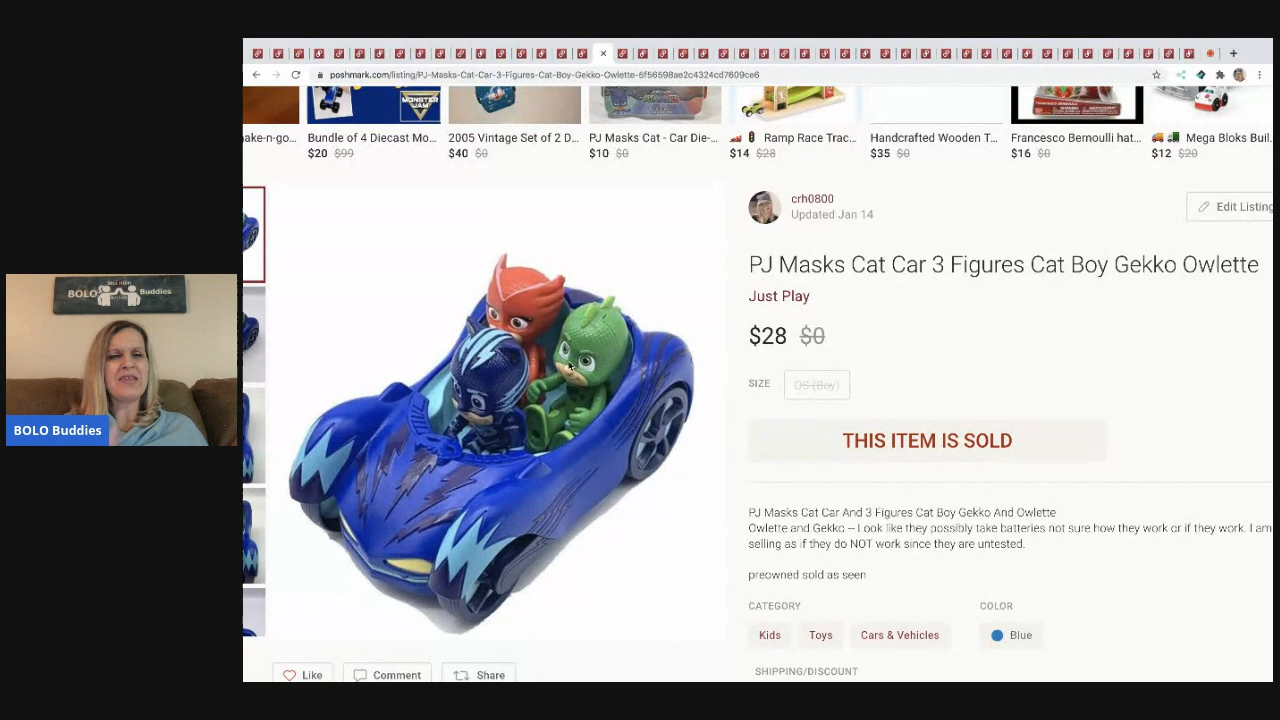 poshmark.com/listing/PJ-Masks-Cat-Car-3-Figures-Cat-Boy-Gekko-Owlette-6f56598ae2c4324cd7609ce6
MONSTER JAM
ake-n-go...
Bundle of 4 Diecast Mo...
2005 Vintage Set of 2 D...
PJ Masks Cat - Car Die-...
Ramp Race Trac...
Handcrafted Wooden T...
Francesco Bernoulli hat...
Mega Bloks Buil...
$20 $99
$40 $0
$10 $0
$14 $28
$35 $0
$16 $0
$12 $20
crh0800
Updated Jan 14
Edit Listing
PJ Masks Cat Car 3 Figures Cat Boy Gekko Owlette
Just Play
$28 $0
SIZE
OS (Boy)
THIS ITEM IS SOLD
PJ Masks Cat Car And 3 Figures Cat Boy Gekko And Owlette
Owlette and Gekko -- Look like they possibly take batteries not sure how they work or if they work. I am
selling as if they do NOT work since they are untested.
preowned sold as seen
CATEGORY
COLOR
Kids
Toys
Cars & Vehicles
Blue
SHIPPING/DISCOUNT
Like
Comment
Share
BOLO Buddies
BOLO Buddies